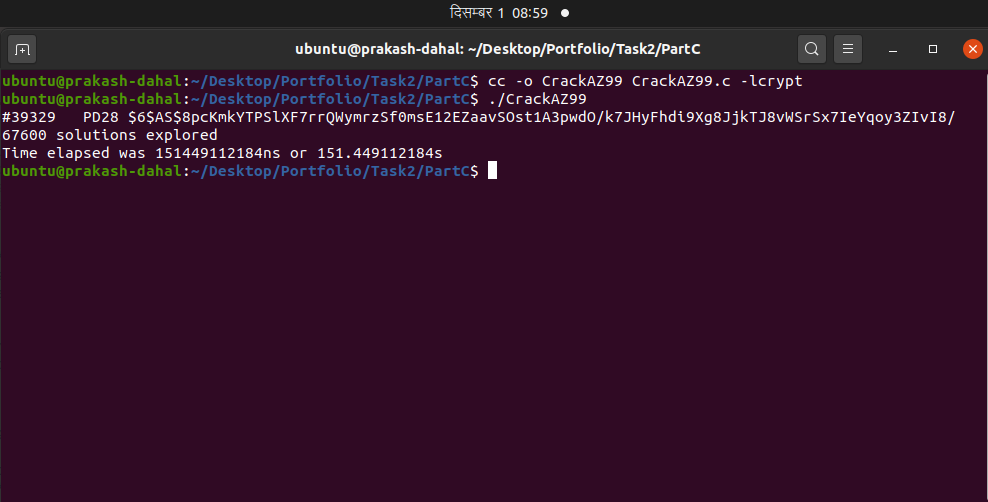 दिसम्बर 1 08:59
ubuntu@prakash-dahal: ~/Desktop/Portfolio/Task2/PartC
ubuntu@prakash-dahal:~/Desktop/Portfolio/Task2/PartC$ cc -o CrackAZ99 CrackAZ99.c -lcrypt
ubuntu@prakash-dahal:~/Desktop/Portfolio/Task2/PartC$ ./CrackAZ99
#39329   PD28 $6$AS$8pcKmkYTPSlXF7rrQWymrzSf0msE12EZaavSOst1A3pwdO/k7JHyFhdi9Xg8JjkTJ8vWSrSx7IeYqoy3ZIvI8/
67600 solutions explored
Time elapsed was 151449112184ns or 151.449112184s
ubuntu@prakash-dahal:~/Desktop/Portfolio/Task2/PartC$